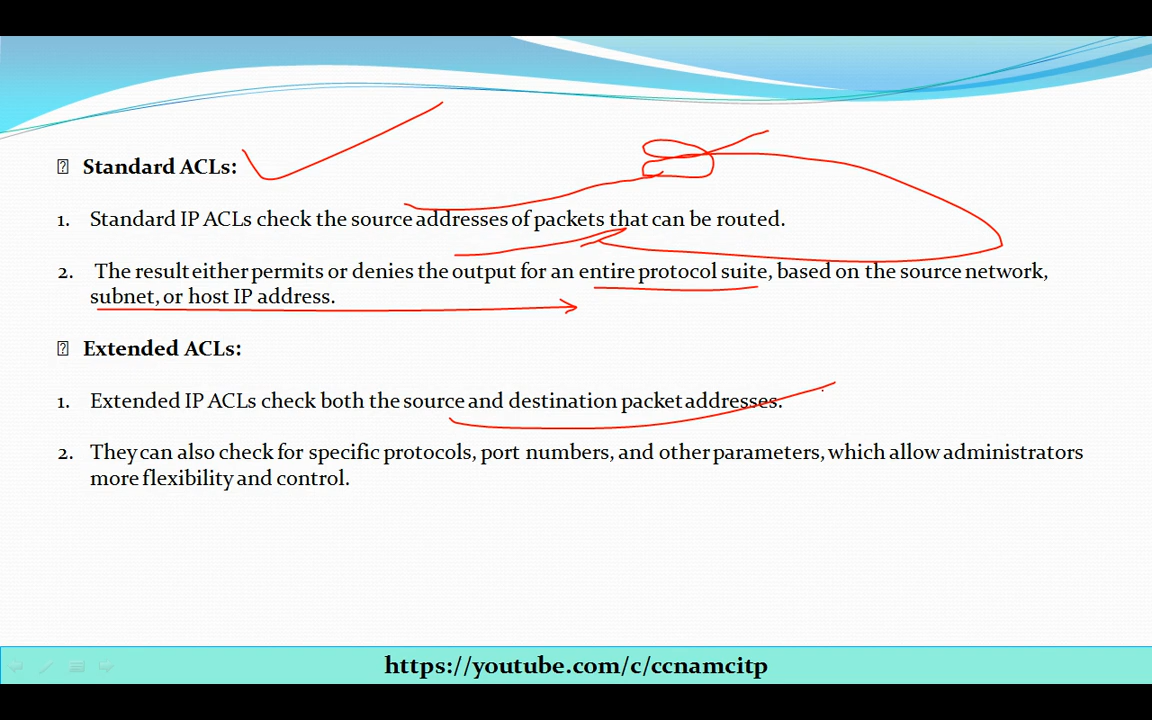 Standard ACLs:
1. Standard IP ACLs check the source addresses of packets that can be routed.
2. The result either permits or denies the output for an entire protocol suite, based on the source network,
subnet, or host IP address.
Extended ACLs:
1. Extended IP ACLs check both the source and destination packet addresses.
2. They can also check for specific protocols, port numbers, and other parameters, which allow administrators
more flexibility and control.
https://youtube.com/c/ccnamcitp